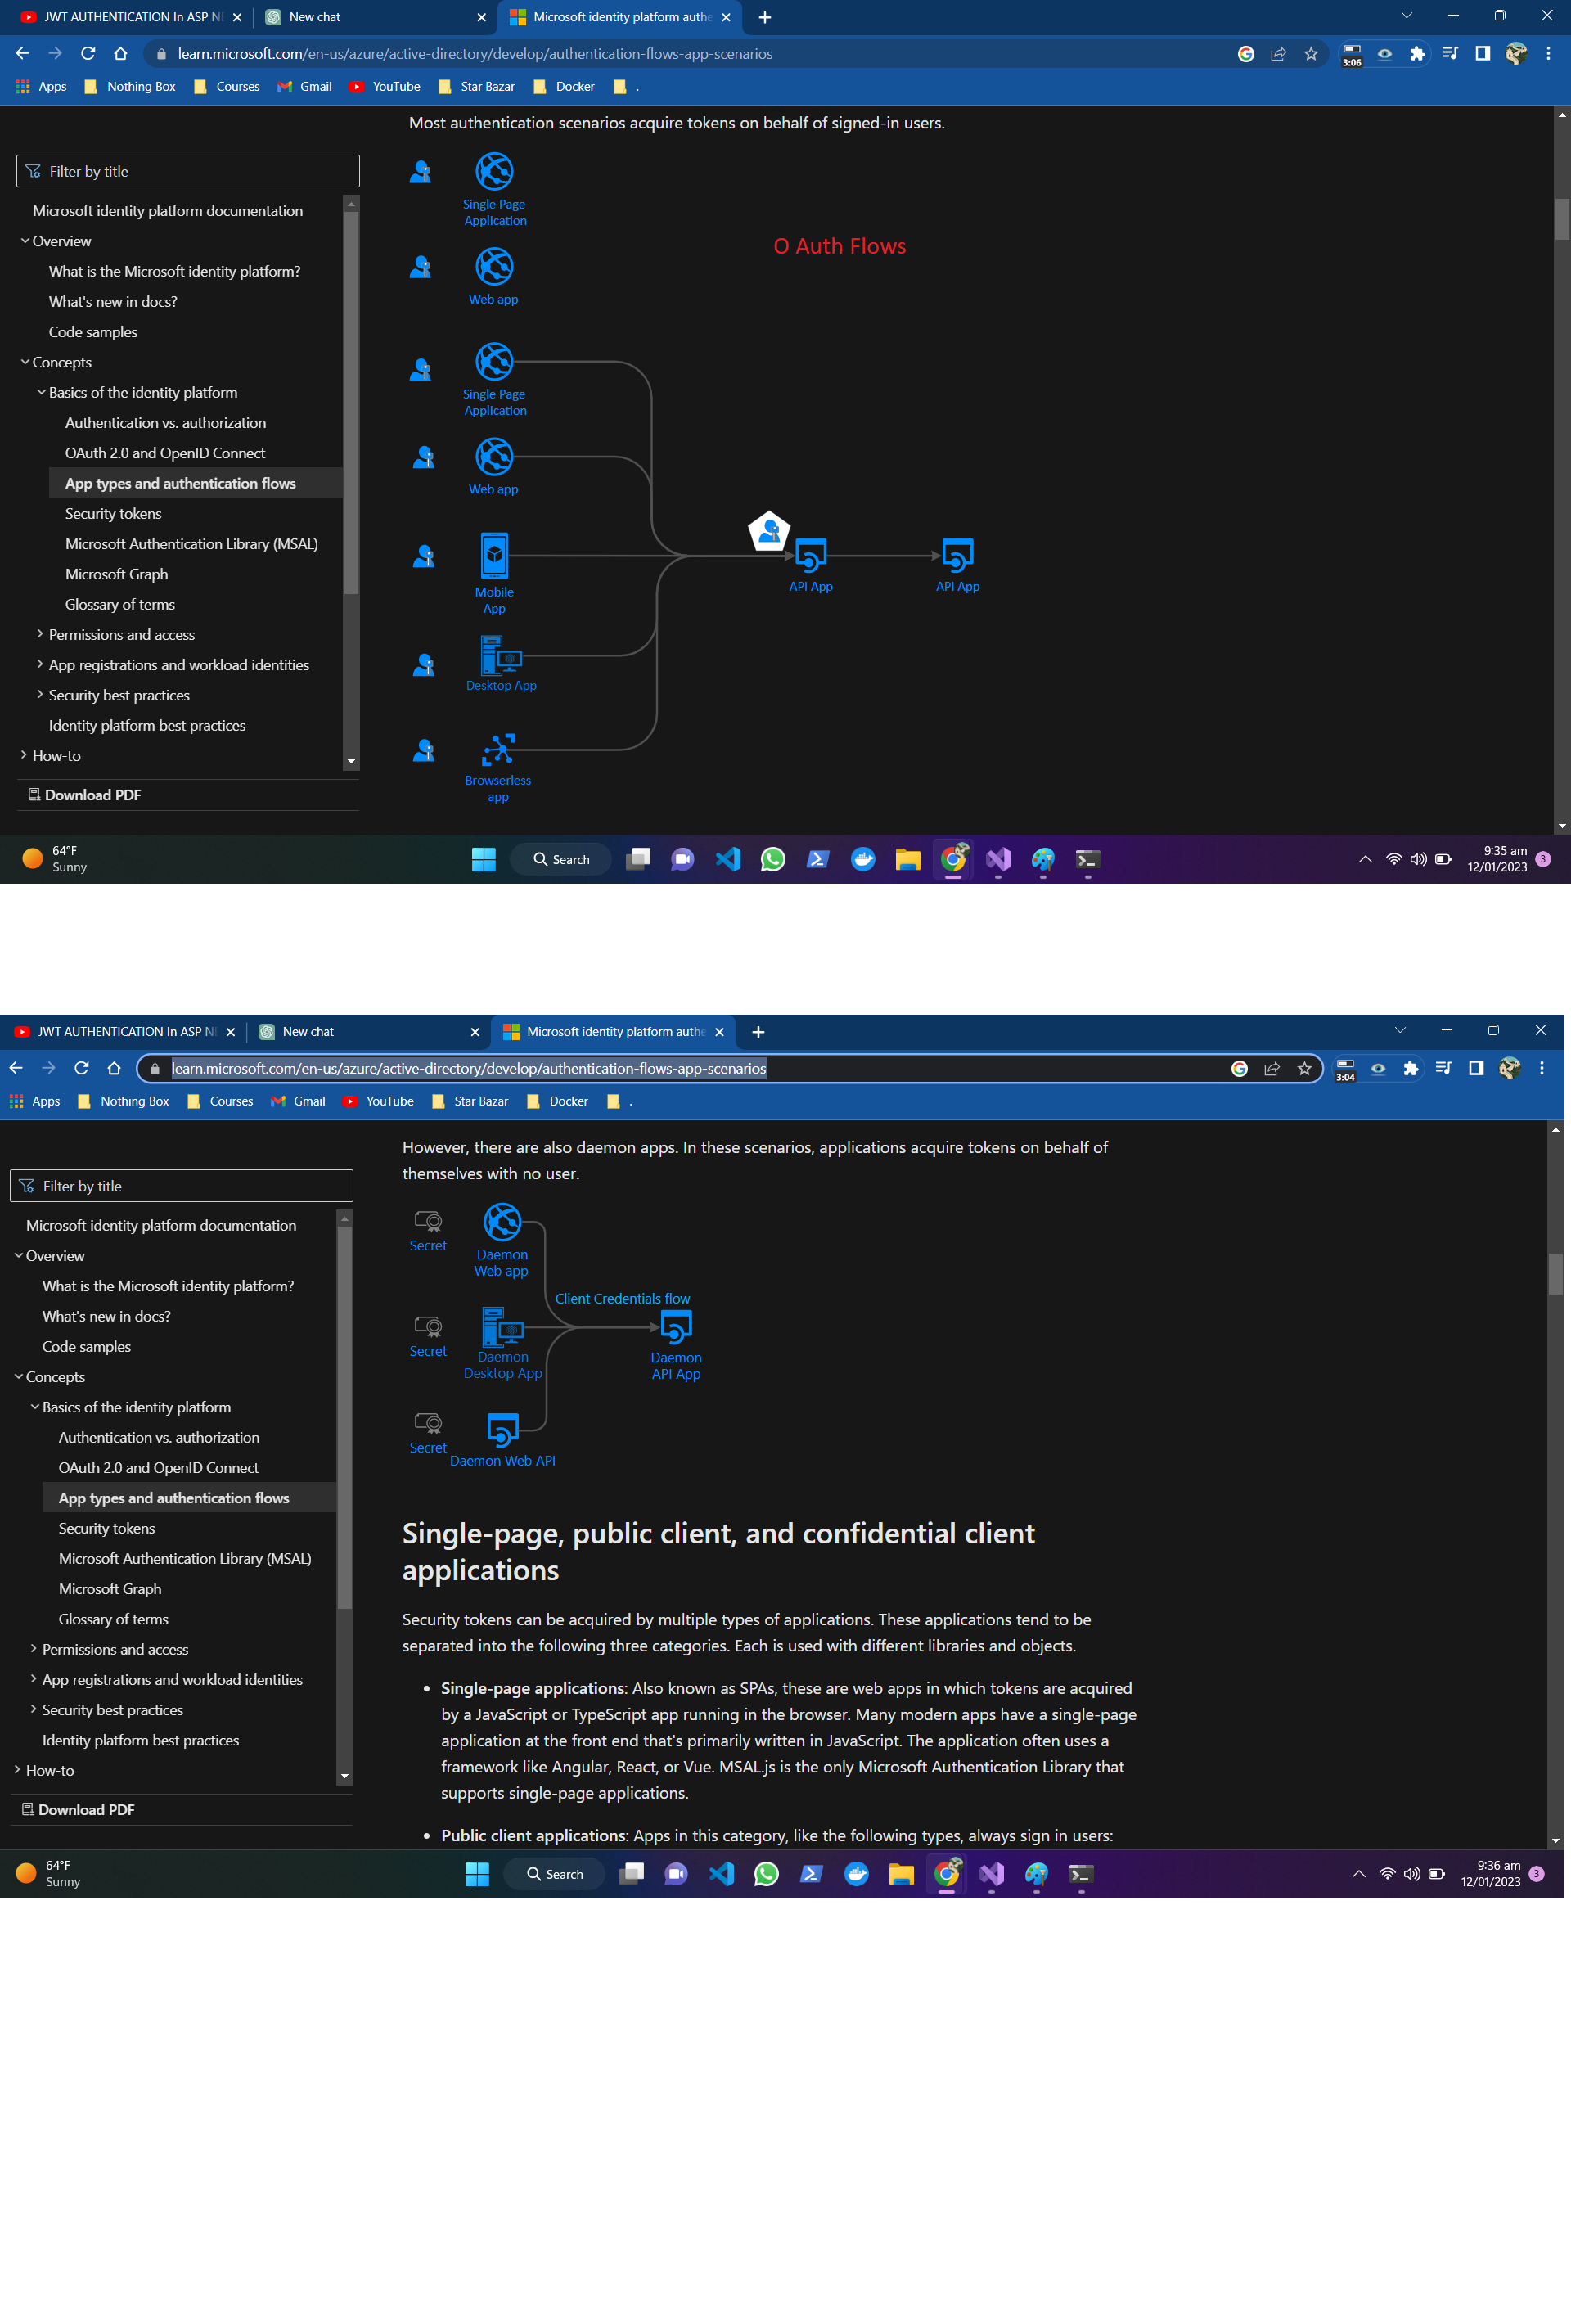 JWT AUTHENTICATION In ASP N
New chat
Microsoft identity platform authe
learn.microsoft.com/en-us/azure/active-directory/develop/authentication-flows-app-scenarios
3:06
Apps
Nothing Box
Courses
Gmail
YouTube
Star Bazar
Docker
.
Filter by title
Microsoft identity platform documentation
Overview
What is the Microsoft identity platform?
What's new in docs?
Code samples
Concepts
Basics of the identity platform
Authentication vs. authorization
OAuth 2.0 and OpenID Connect
App types and authentication flows
Security tokens
Microsoft Authentication Library (MSAL)
Microsoft Graph
Glossary of terms
Permissions and access
App registrations and workload identities
Security best practices
Identity platform best practices
How-to
Download PDF
Most authentication scenarios acquire tokens on behalf of signed-in users.
Single Page
Application
O Auth Flows
Web app
Single Page
Application
Web app
Mobile
App
API App
API App
Desktop App
Browserless
app
64°F
Sunny
Search
9:35 am
12/01/2023
3
JWT AUTHENTICATION In ASP N
New chat
Microsoft identity platform authe
learn.microsoft.com/en-us/azure/active-directory/develop/authentication-flows-app-scenarios
3:04
Apps
Nothing Box
Courses
Gmail
YouTube
Star Bazar
Docker
.
Filter by title
Microsoft identity platform documentation
Overview
What is the Microsoft identity platform?
What's new in docs?
Code samples
Concepts
Basics of the identity platform
Authentication vs. authorization
OAuth 2.0 and OpenID Connect
App types and authentication flows
Security tokens
Microsoft Authentication Library (MSAL)
Microsoft Graph
Glossary of terms
Permissions and access
App registrations and workload identities
Security best practices
Identity platform best practices
How-to
Download PDF
However, there are also daemon apps. In these scenarios, applications acquire tokens on behalf of
themselves with no user.
Secret
Daemon
Web app
Client Credentials flow
Secret
Daemon
Desktop App
Daemon
API App
Secret
Daemon Web API
Single-page, public client, and confidential client
applications
Security tokens can be acquired by multiple types of applications. These applications tend to be
separated into the following three categories. Each is used with different libraries and objects.
• Single-page applications: Also known as SPAs, these are web apps in which tokens are acquired
by a JavaScript or TypeScript app running in the browser. Many modern apps have a single-page
application at the front end that's primarily written in JavaScript. The application often uses a
framework like Angular, React, or Vue. MSAL.js is the only Microsoft Authentication Library that
supports single-page applications.
• Public client applications: Apps in this category, like the following types, always sign in users:
64°F
Sunny
Search
9:36 am
12/01/2023
3